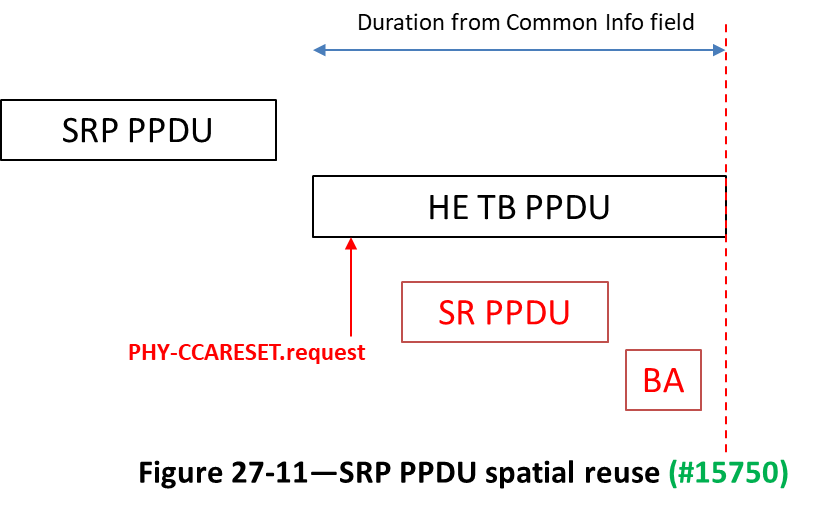 Duration from Common Info field
SRP PPDU
HE TB PPDU
SR PPDU
PHY-CCARESET.request
BA
Figure 27-11—SRP PPDU spatial reuse (#15750)